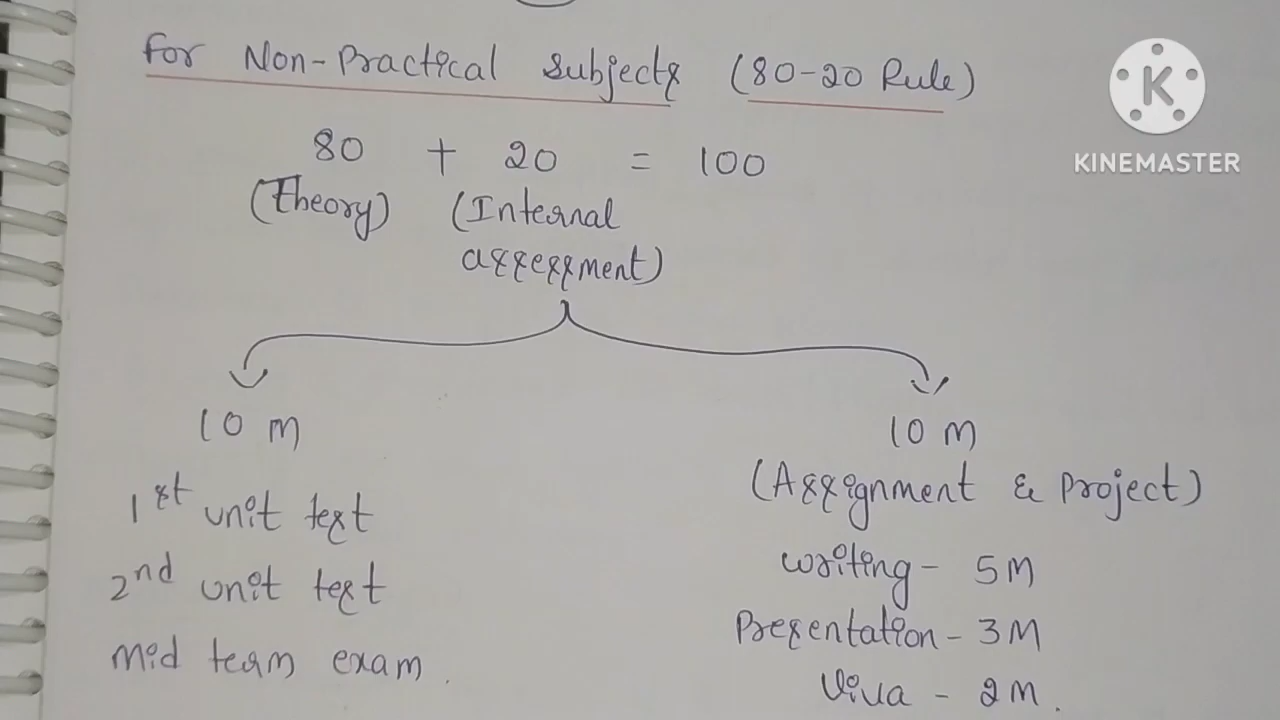 For Non-Practical Subjects (80-20 Rule)
80 + 20 = 100
(Theory) (Internal
assessment)
10 M
1st unit test
2nd unit test
Mid term exam.
10 M
(Assignment & Project)
Writing - 5M
Presentation - 3M
Viva - 2M.
K
KINEMASTER